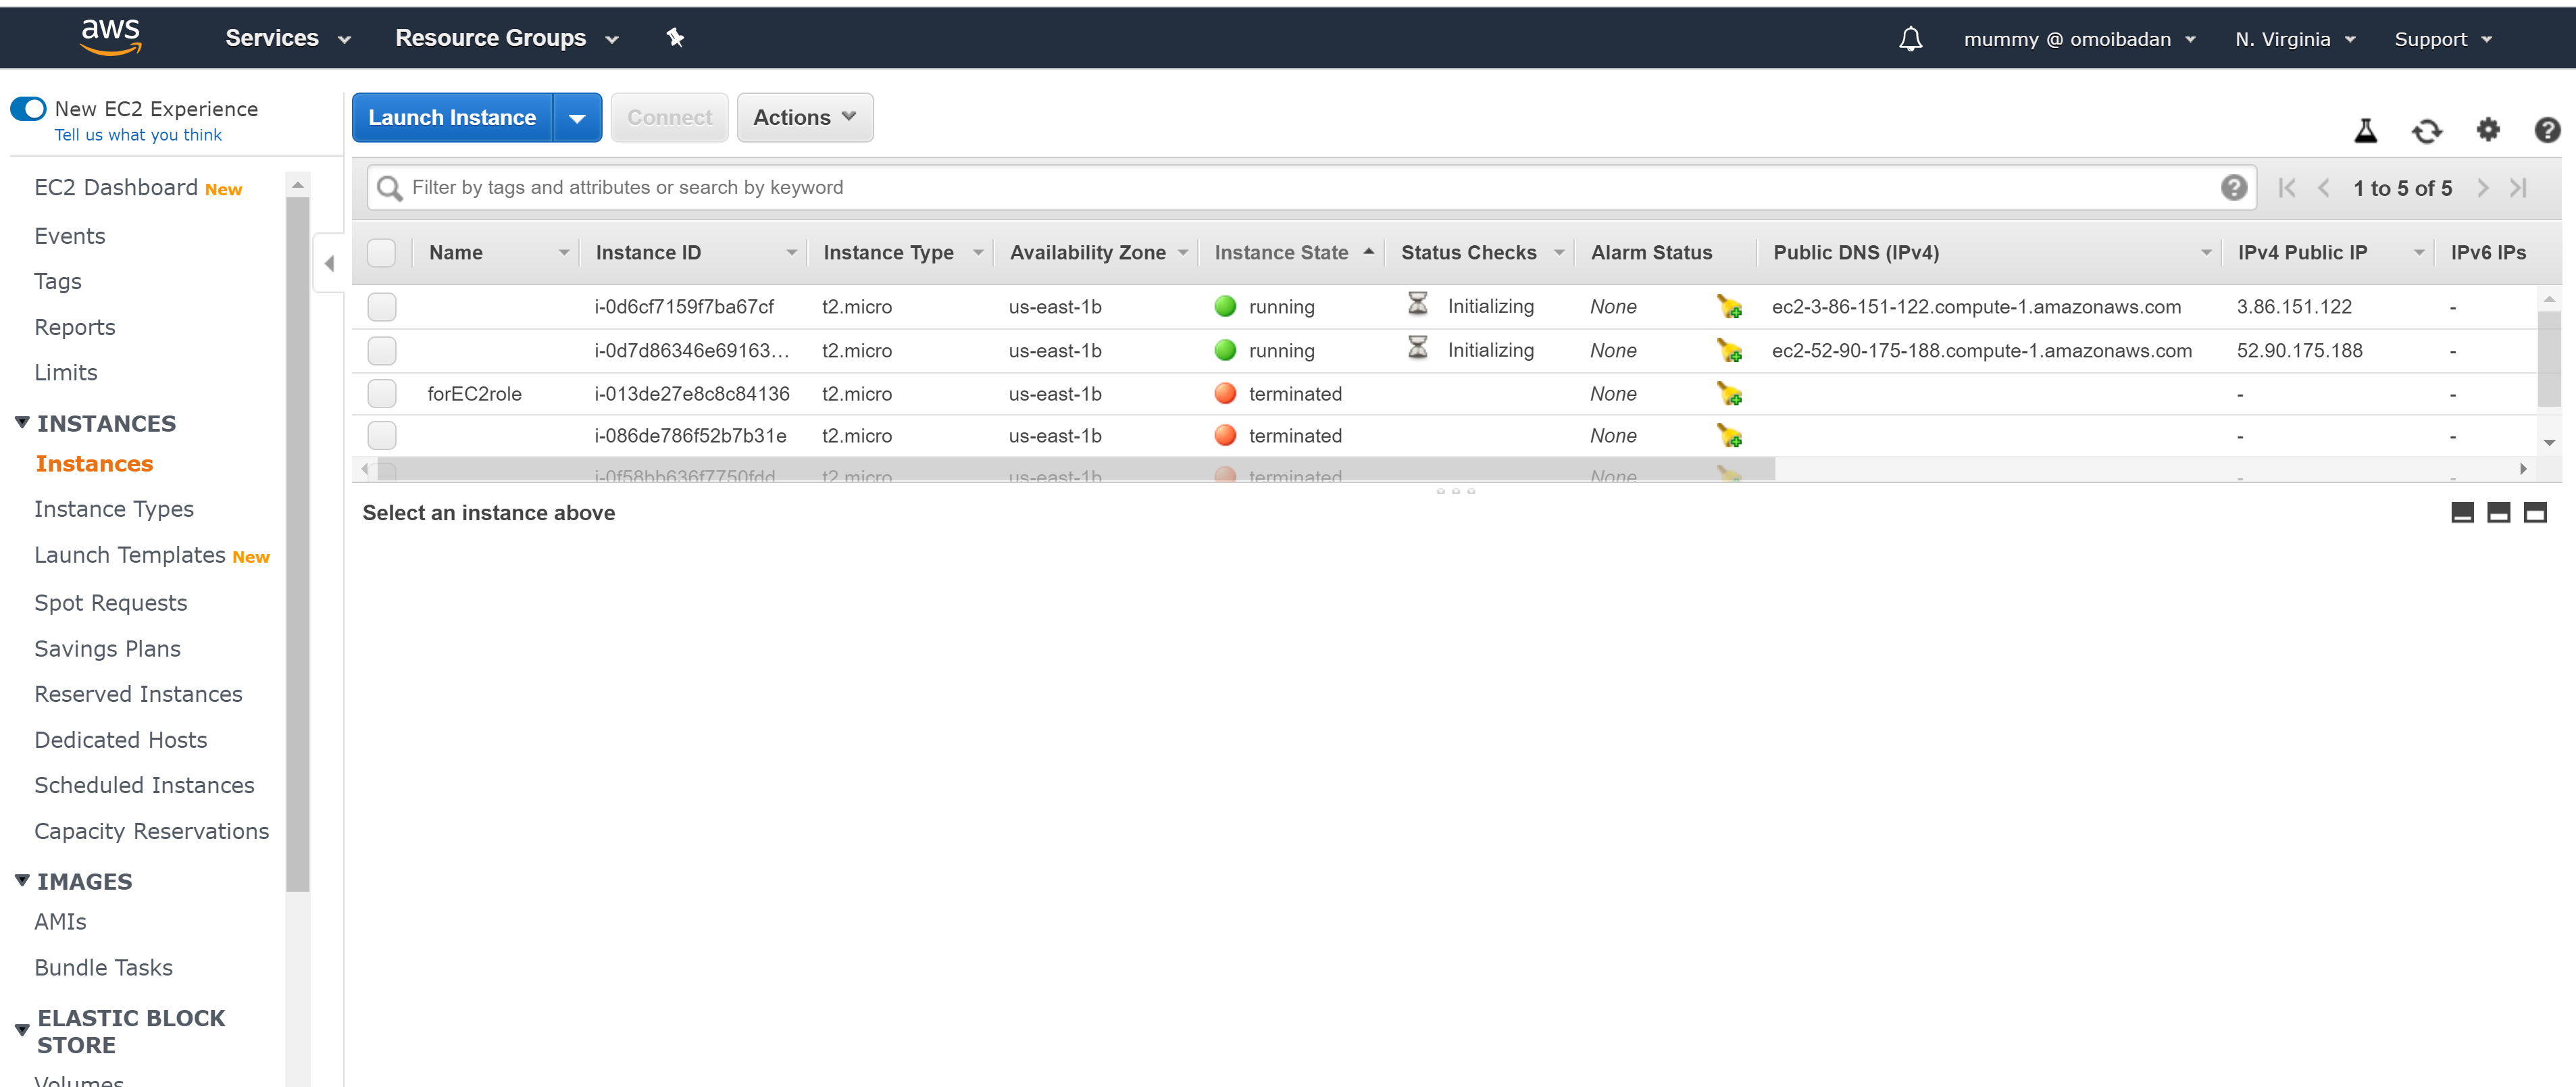 aws Services Resource Groups mummy @ omoibadan N. Virginia Support
New EC2 Experience
Tell us what you think
EC2 Dashboard New
Events
Tags
Reports
Limits
INSTANCES
Instances
Instance Types
Launch Templates New
Spot Requests
Savings Plans
Reserved Instances
Dedicated Hosts
Scheduled Instances
Capacity Reservations
IMAGES
AMIs
Bundle Tasks
ELASTIC BLOCK
STORE
Volumes
Launch Instance Connect Actions
Filter by tags and attributes or search by keyword 1 to 5 of 5
Name Instance ID Instance Type Availability Zone Instance State Status Checks Alarm Status Public DNS (IPv4) IPv4 Public IP IPv6 IPs
i-0d6cf7159f7ba67cf t2.micro us-east-1b running Initializing None ec2-3-86-151-122.compute-1.amazonaws.com 3.86.151.122 -
i-0d7d86346e69163... t2.micro us-east-1b running Initializing None ec2-52-90-175-188.compute-1.amazonaws.com 52.90.175.188 -
forEC2role i-013de27e8c8c84136 t2.micro us-east-1b terminated None - -
i-086de786f52b7b31e t2.micro us-east-1b terminated None - -
i-0f58bb636f7750fdd t2.micro us-east-1b terminated None - -
Select an instance above